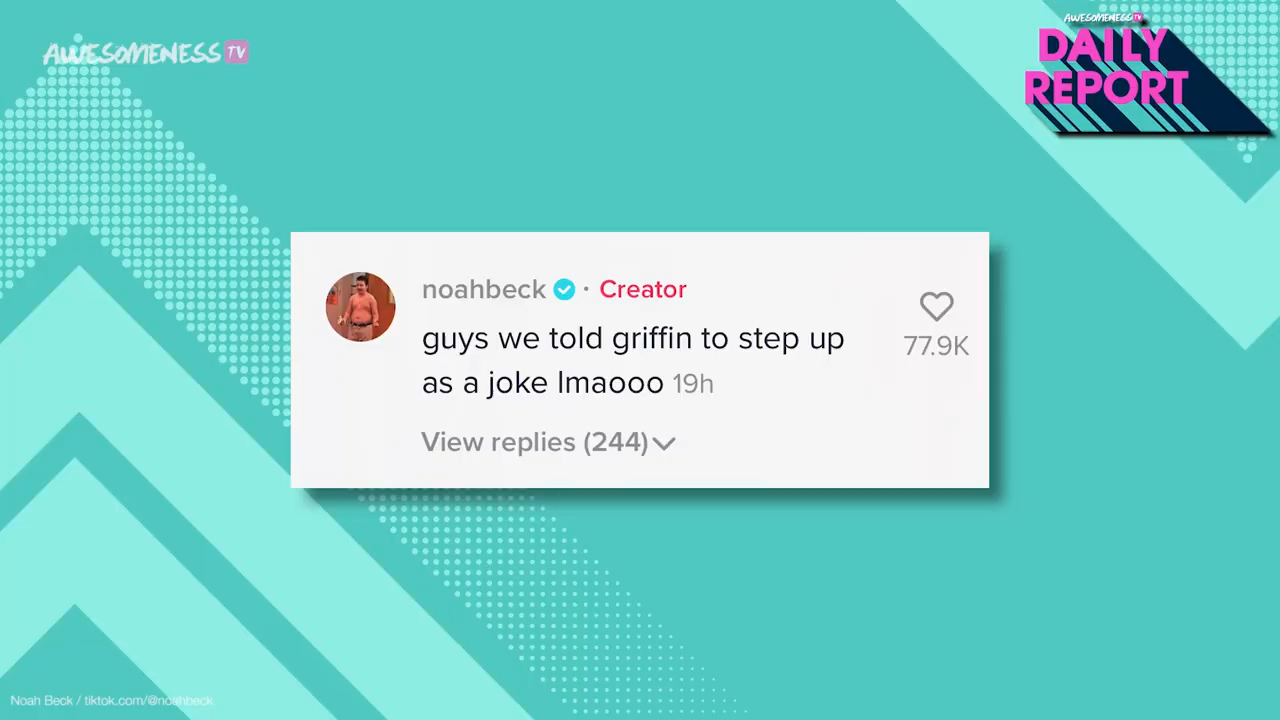 AWESOMENESS TV
AWESOMENESS TV
DAILY
REPORT
noahbeck · Creator
guys we told griffin to step up
as a joke lmaooo 19h
77.9K
View replies (244)
Noah Beck / tiktok.com/@noahbeck